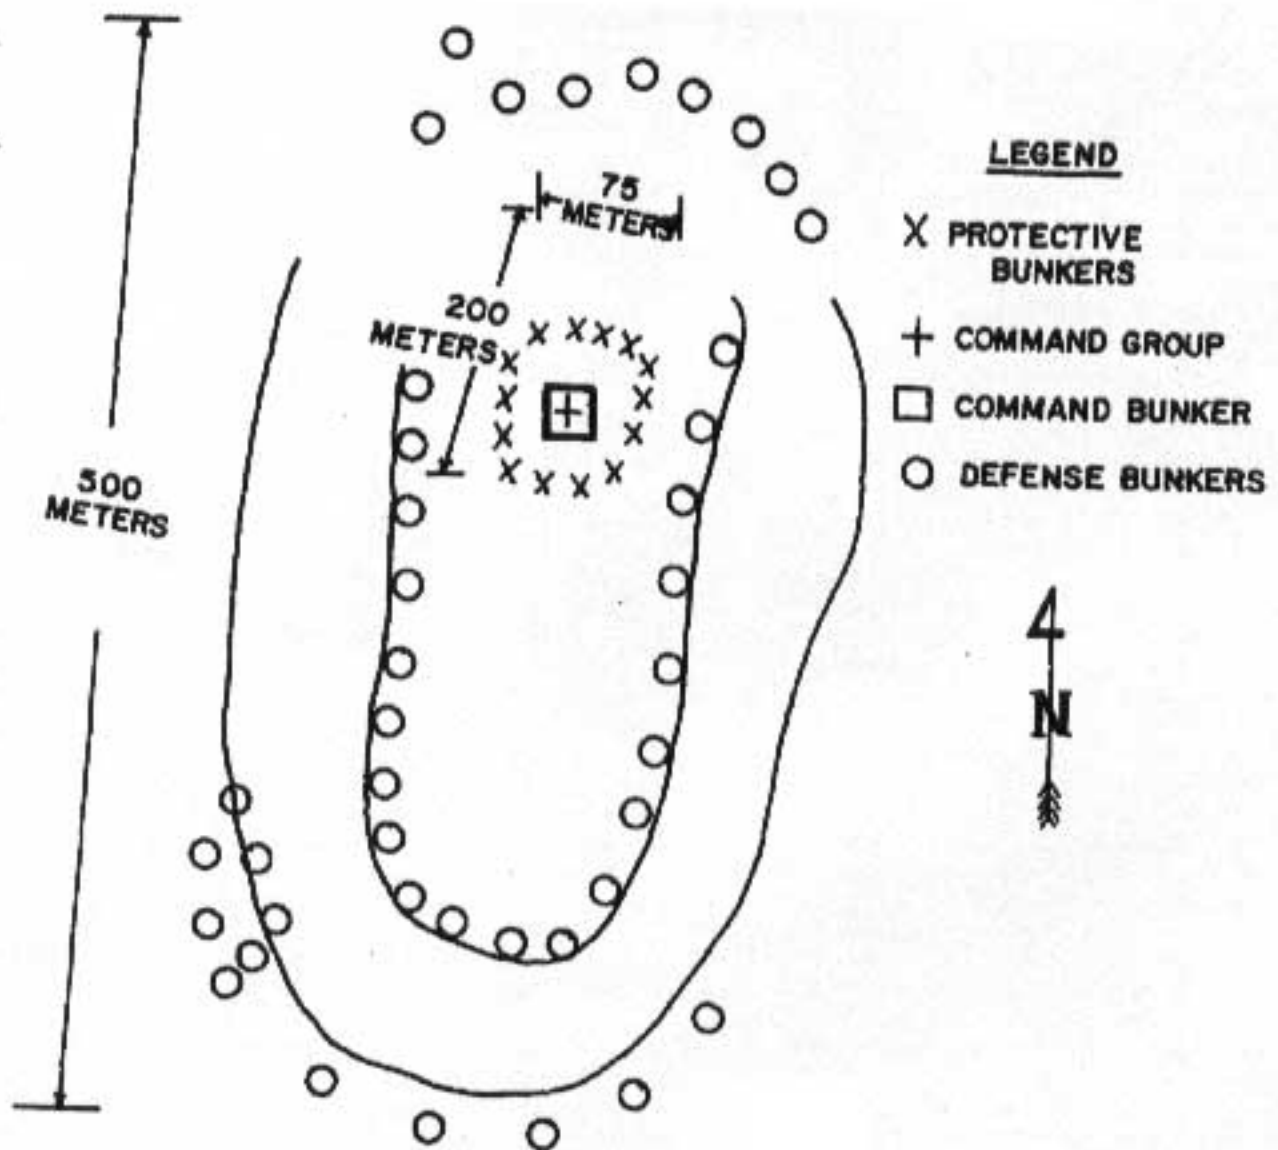 75
METERS
200
METERS
500
METERS
LEGEND
X PROTECTIVE
BUNKERS
+ COMMAND GROUP
COMMAND BUNKER
DEFENSE BUNKERS
N